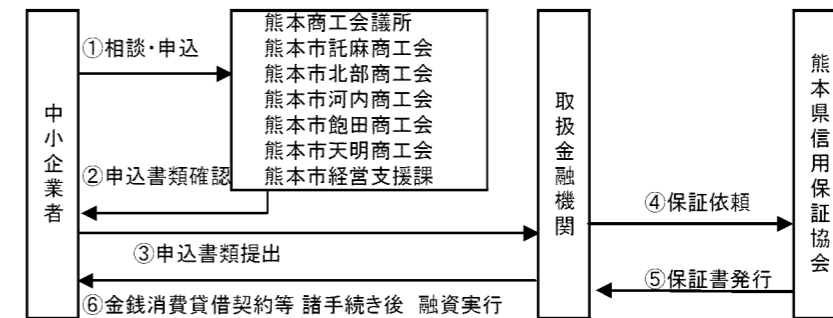 中小企業者
①相談・申込
熊本商工会議所
熊本市託麻商工会
熊本市北部商工会
熊本市河内商工会
熊本市飽田商工会
熊本市天明商工会
熊本市経営支援課
②申込書類確認
③申込書類提出
取扱金融機関
④保証依頼
⑤保証書発行
⑥金銭消費貸借契約等 諸手続き後 融資実行
熊本県信用保証協会